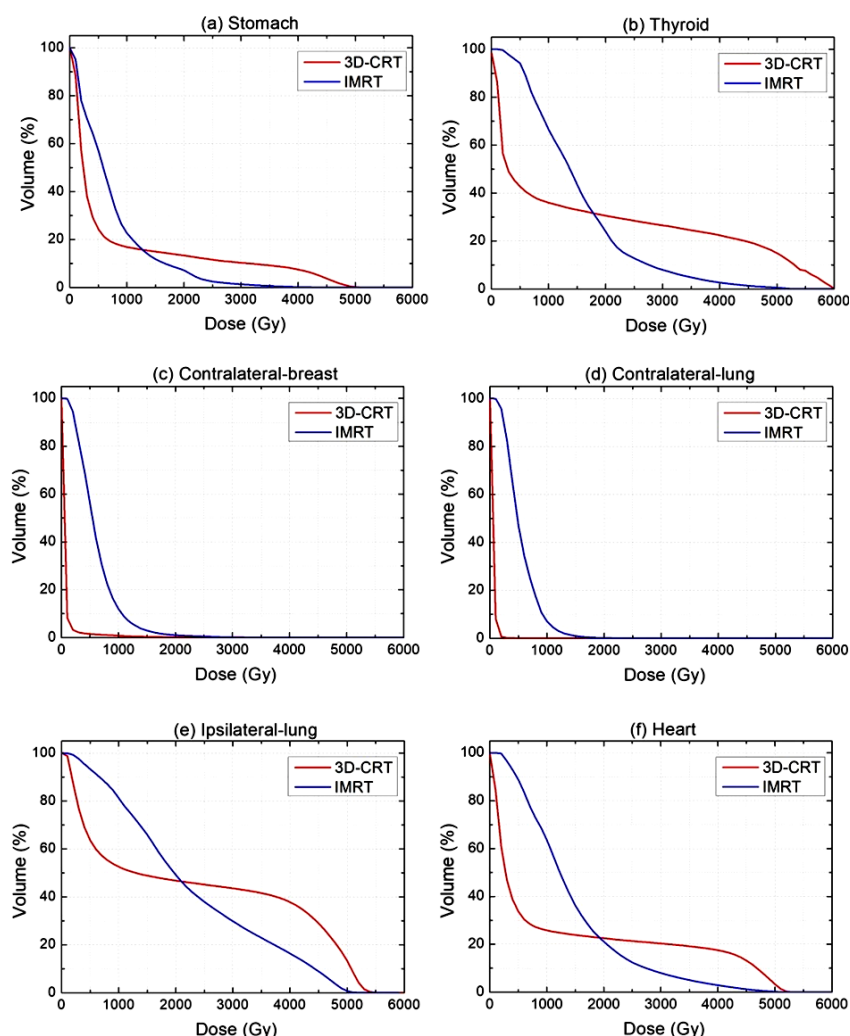 (a) Stomach
100
80
60
40
20
0
Volume (%)
3D-CRT
IMRT
0 1000 2000 3000 4000 5000 6000
Dose (Gy)
(b) Thyroid
100
80
60
40
20
0
Volume (%)
3D-CRT
IMRT
0 1000 2000 3000 4000 5000 6000
Dose (Gy)
(c) Contralateral-breast
100
80
60
40
20
0
Volume (%)
3D-CRT
IMRT
0 1000 2000 3000 4000 5000 6000
Dose (Gy)
(d) Contralateral-lung
100
80
60
40
20
0
Volume (%)
3D-CRT
IMRT
0 1000 2000 3000 4000 5000 6000
Dose (Gy)
(e) Ipsilateral-lung
100
80
60
40
20
0
Volume (%)
3D-CRT
IMRT
0 1000 2000 3000 4000 5000 6000
Dose (Gy)
(f) Heart
100
80
60
40
20
0
Volume (%)
3D-CRT
IMRT
0 1000 2000 3000 4000 5000 6000
Dose (Gy)